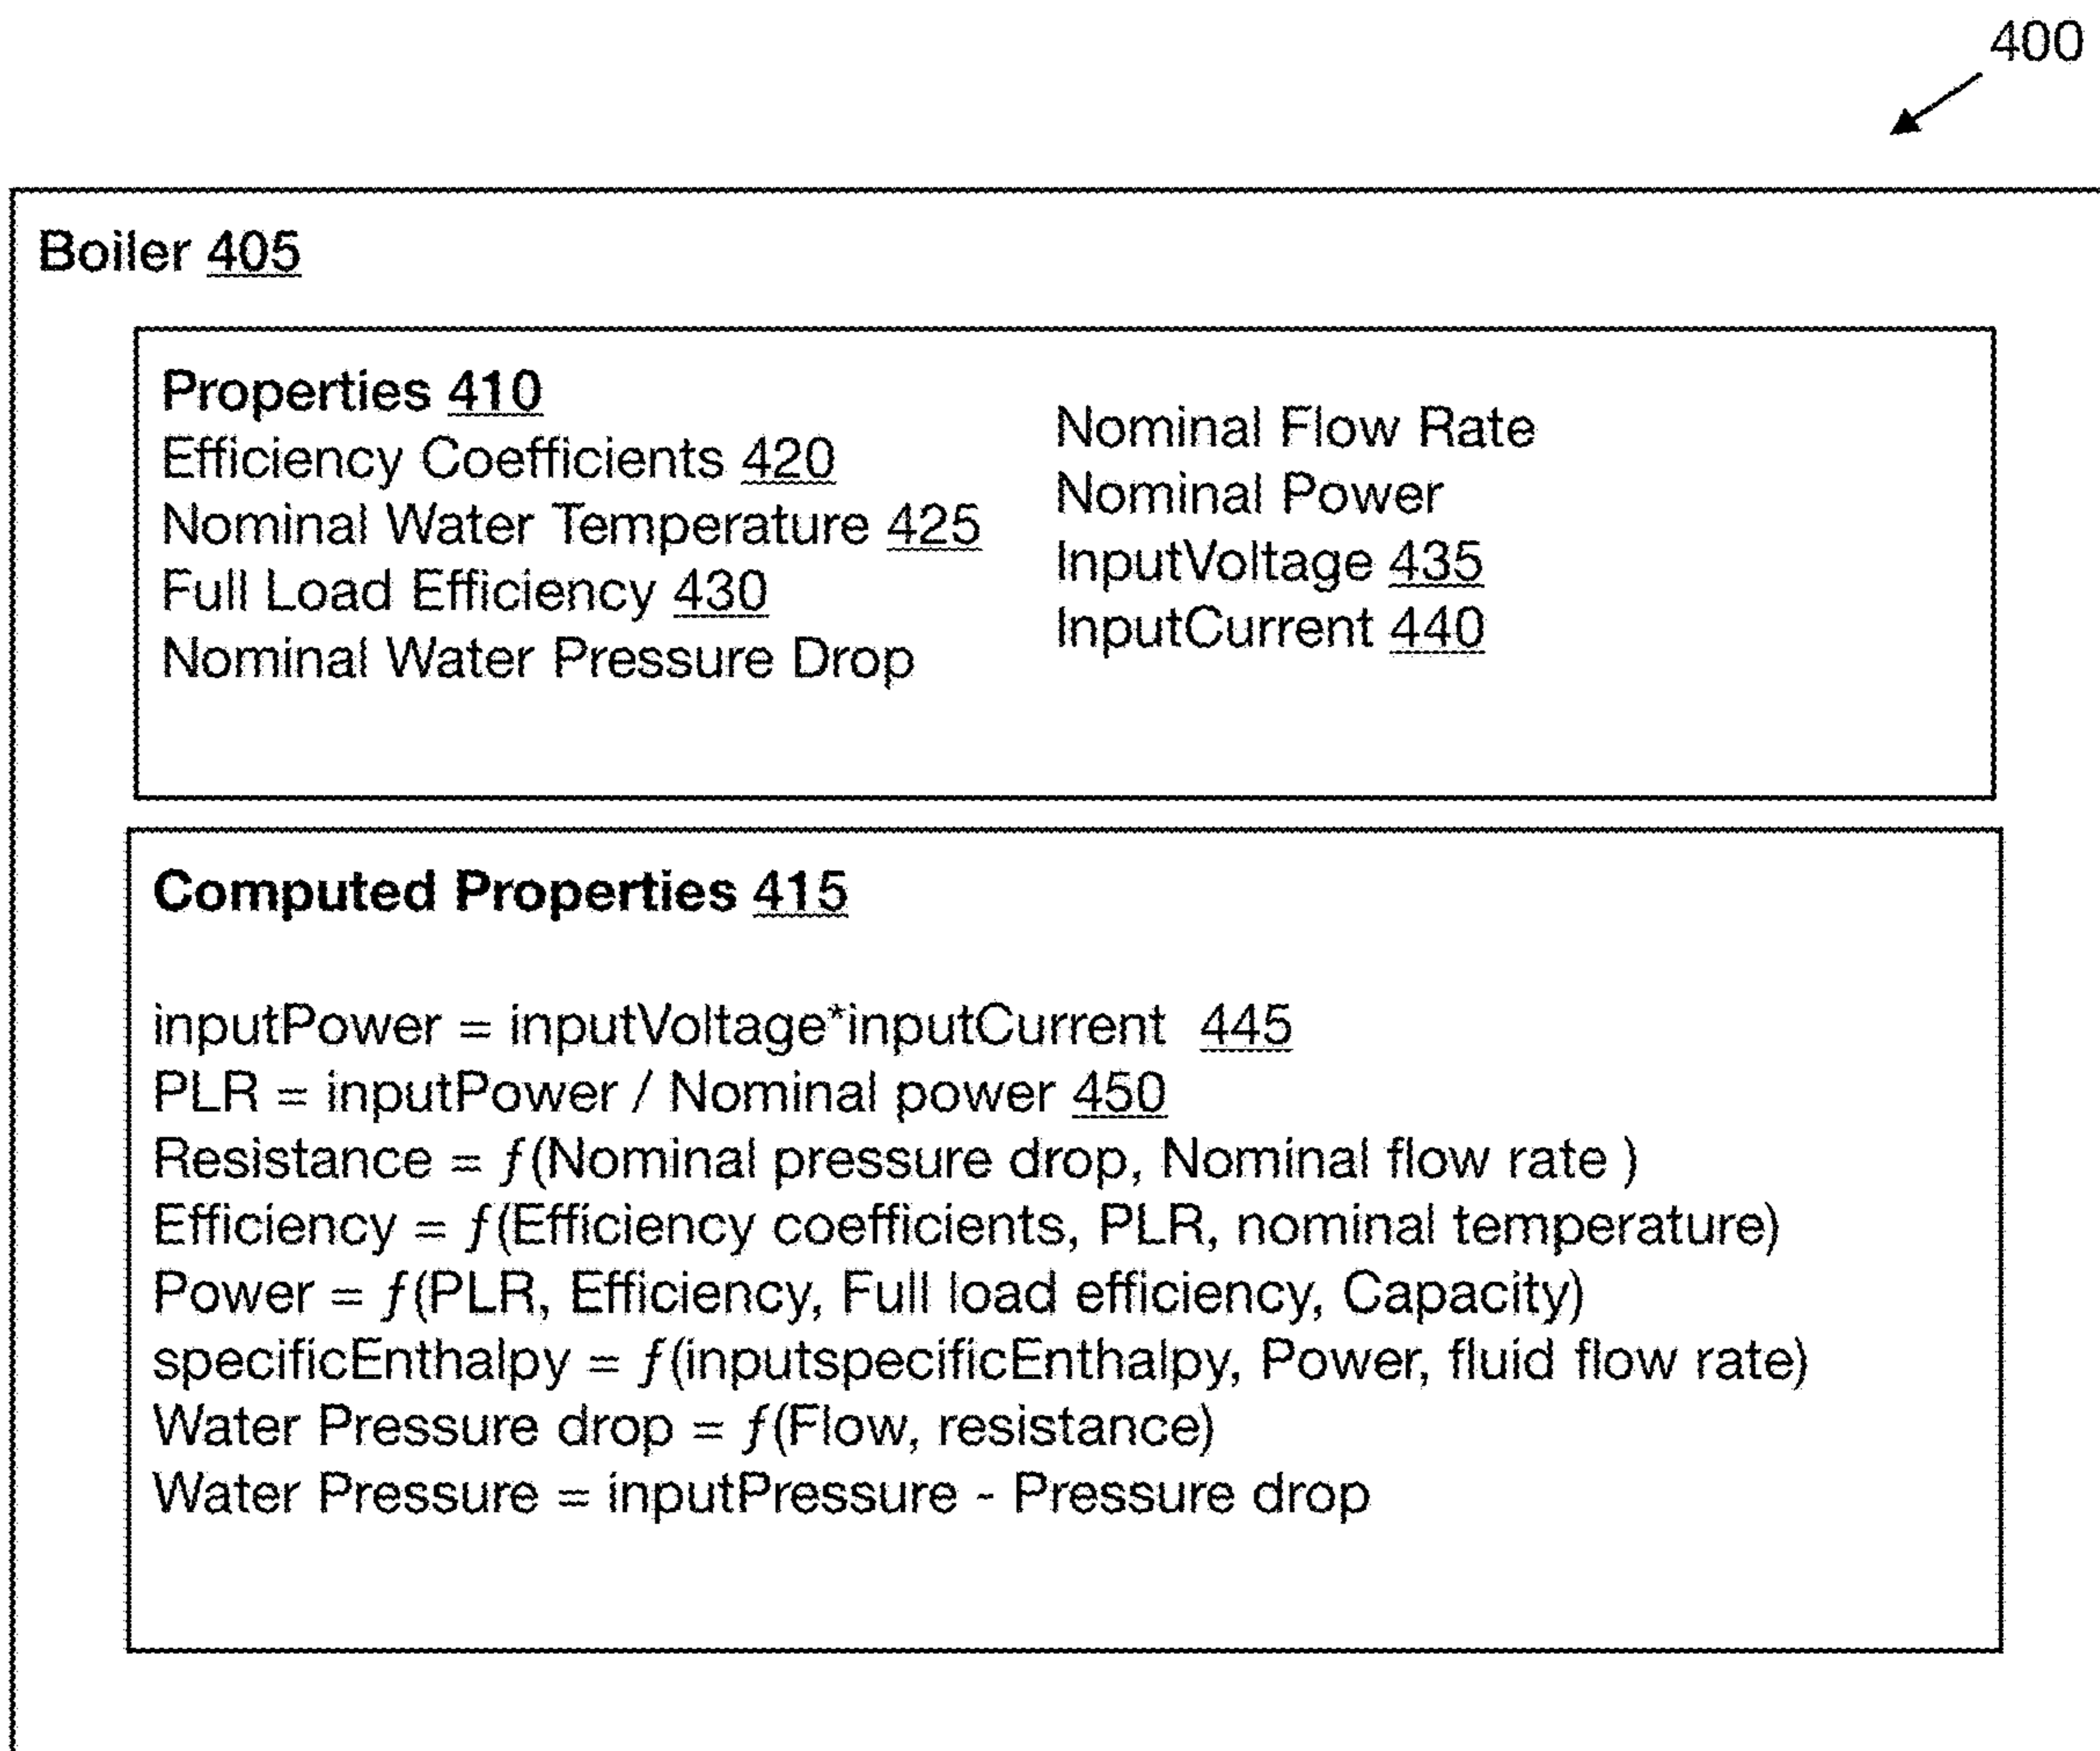 400
Boiler 405
Properties 410
Efficiency Coefficients 420
Nominal Water Temperature 425
Full Load Efficiency 430
Nominal Water Pressure Drop
Nominal Flow Rate
Nominal Power
InputVoltage 435
InputCurrent 440
Computed Properties 415
inputPower = inputVoltage*inputCurrent 445
PLR = inputPower / Nominal power 450
Resistance = f(Nominal pressure drop, Nominal flow rate )
Efficiency = f(Efficiency coefficients, PLR, nominal temperature)
Power = f(PLR, Efficiency, Full load efficiency, Capacity)
specificEnthalpy = f(inputspecificEnthalpy, Power, fluid flow rate)
Water Pressure drop = f(Flow, resistance)
Water Pressure = inputPressure - Pressure drop